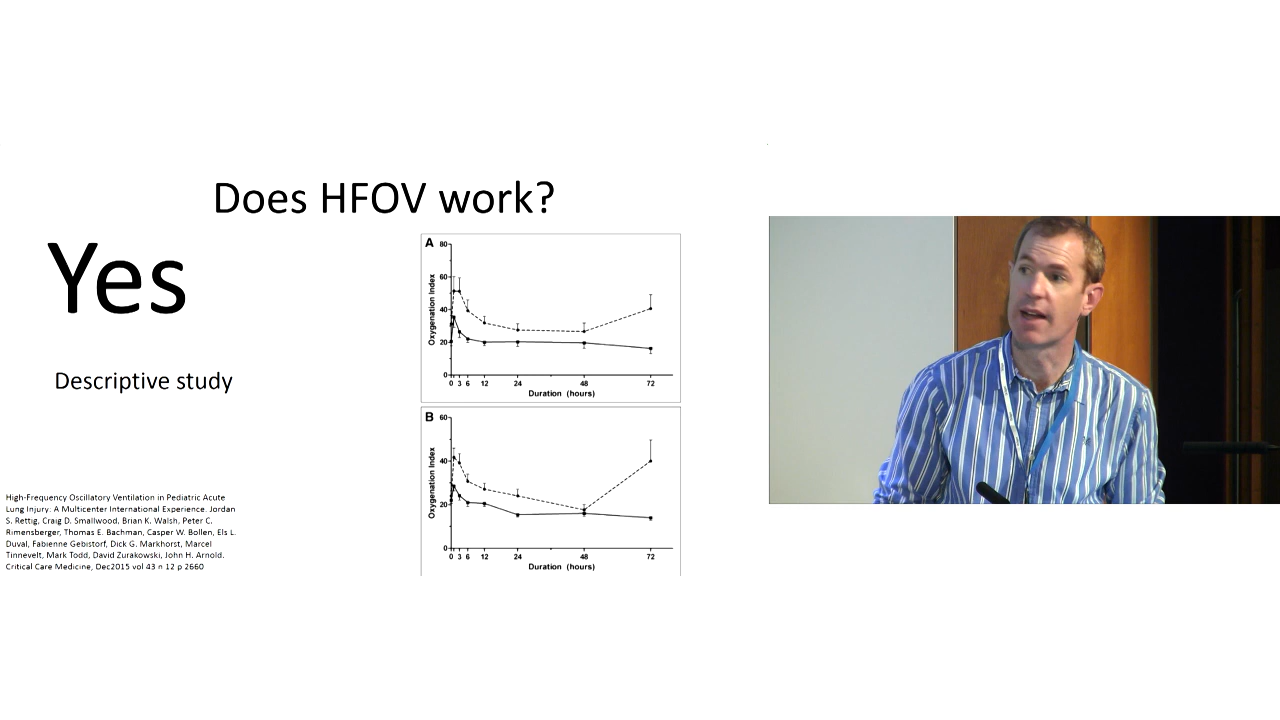 Does HFOV work?
Yes
Descriptive study
High-Frequency Oscillatory Ventilation in Pediatric Acute
Lung Injury: A Multicenter International Experience. Jordan
S. Rettig, Craig D. Smallwood, Brian K. Walsh, Peter C.
Rimensberger, Thomas E. Bachman, Casper W. Bollen, Els L.
Duval, Fabienne Gebistorf, Dick G. Markhorst, Marcel
Tinnevelt, Mark Todd, David Zurakowski, John H. Arnold.
Critical Care Medicine, Dec2015 vol 43 n 12 p 2660
A
80
60
40
20
0
Oxygenation Index
0 3 6 12 24 48 72
Duration (hours)
B
60
40
20
0
Oxygenation Index
0 3 6 12 24 48 72
Duration (hours)